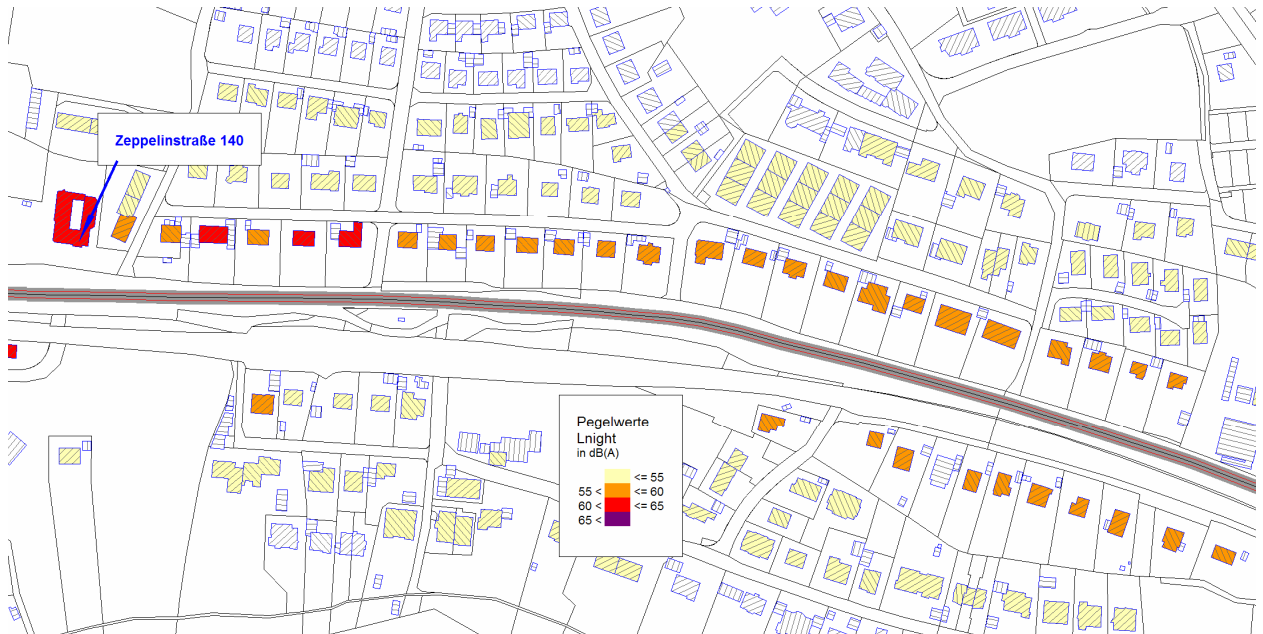 Zeppelinstraße 140
Pegelwerte
Lnight
in dB(A)
<= 55
55 < <= 60
60 < <= 65
65 <